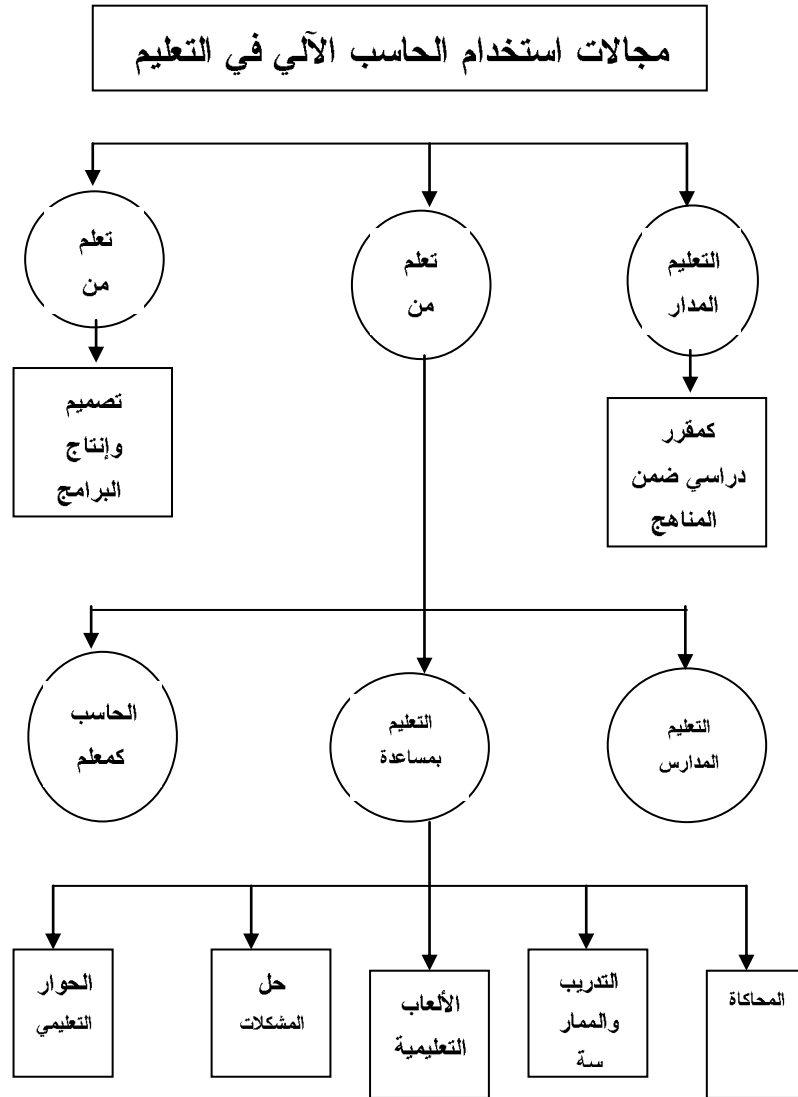 مجالات استخدام الحاسب الآلي في التعليم
التعليم
المدار
تعلم
من
تعلم
من
كمقرر
دراسي ضمن
المناهج
تصميم
وإنتاج
البرامج
التعليم
المدارس
التعليم
بمساعدة
الحاسب
كمعلم
المحاكاة
التدريب
والممار
سة
الألعاب
التعليمية
حل
المشكلات
الحوار
التعليمي